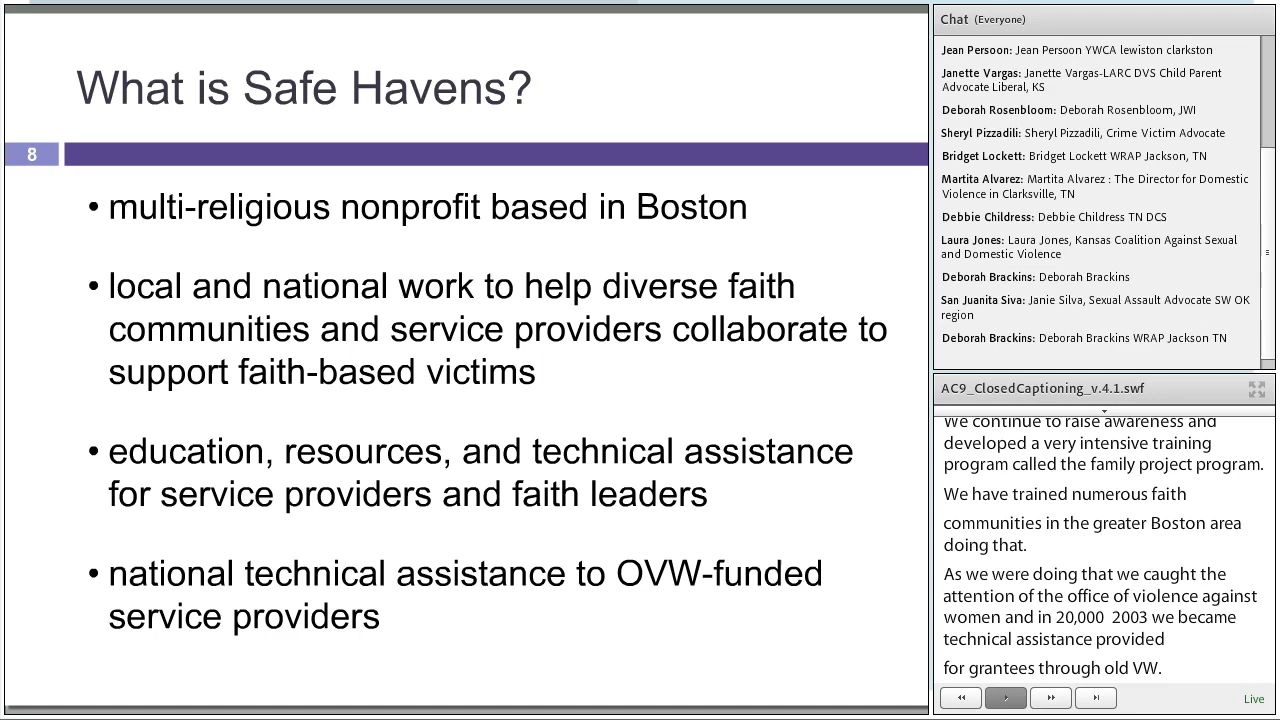 What is Safe Havens?
8
• multi-religious nonprofit based in Boston
• local and national work to help diverse faith
communities and service providers collaborate to
support faith-based victims
• education, resources, and technical assistance
for service providers and faith leaders
• national technical assistance to OVW-funded
service providers
Chat (Everyone)
Jean Persoon: Jean Persoon YWCA lewiston clarkston
Janette Vargas: Janette Vargas-LARC DVS Child Parent
Advocate Liberal, KS
Deborah Rosenbloom: Deborah Rosenbloom, JWI
Sheryl Pizzadili: Sheryl Pizzadili, Crime Victim Advocate
Bridget Lockett: Bridget Lockett WRAP Jackson, TN
Martita Alvarez: Martita Alvarez : The Director for Domestic
Violence in Clarksville, TN
Debbie Childress: Debbie Childress TN DCS
Laura Jones: Laura Jones, Kansas Coalition Against Sexual
and Domestic Violence
Deborah Brackins: Deborah Brackins
San Juanita Siva: Janie Silva, Sexual Assault Advocate SW OK
region
Deborah Brackins: Deborah Brackins WRAP Jackson TN
AC9_ClosedCaptioning_v.4.1.swf
We continue to raise awareness and
developed a very intensive training
program called the family project program.
We have trained numerous faith
communities in the greater Boston area
doing that.
As we were doing that we caught the
attention of the office of violence against
women and in 20,000  2003 we became
technical assistance provided
for grantees through old VW.
Live